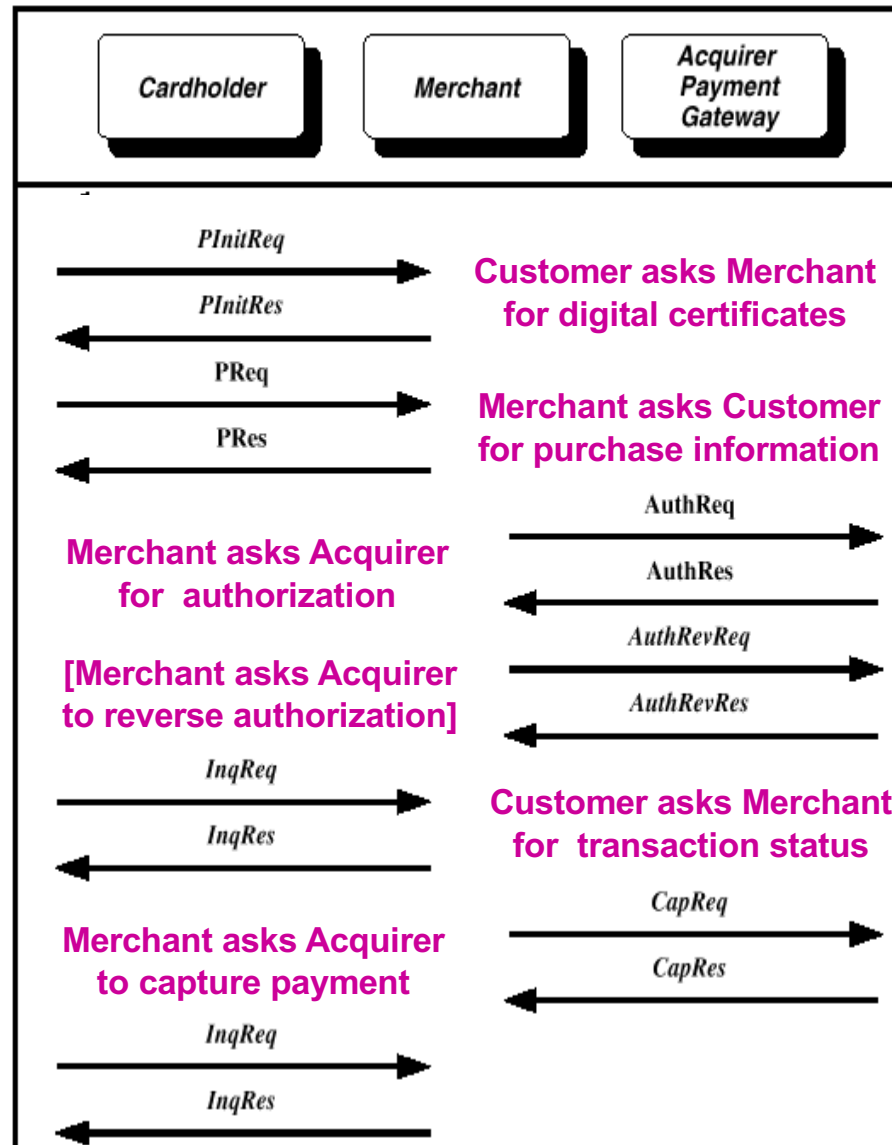 Cardholder
Merchant
Acquirer
Payment
Gateway
PInitReq
Customer asks Merchant
for digital certificates
PInitRes
PReq
Merchant asks Customer
for purchase information
PRes
AuthReq
Merchant asks Acquirer
for authorization
AuthRes
AuthRevReq
[Merchant asks Acquirer
to reverse authorization]
AuthRevRes
InqReq
Customer asks Merchant
for transaction status
InqRes
CapReq
Merchant asks Acquirer
to capture payment
CapRes
InqReq
InqRes